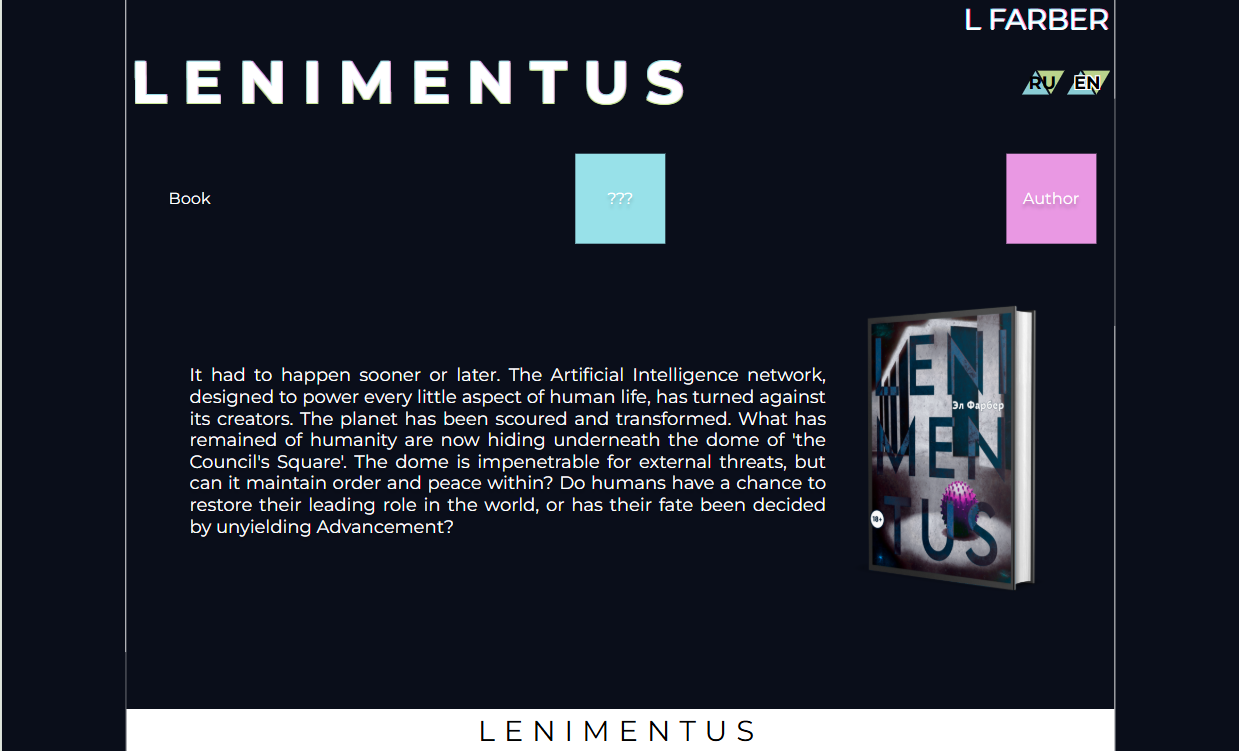 L FARBER
LENIMENTUS
RU EN
Book
???
Author
It had to happen sooner or later. The Artificial Intelligence network,
designed to power every little aspect of human life, has turned against
its creators. The planet has been scoured and transformed. What has
remained of humanity are now hiding underneath the dome of 'the
Council's Square'. The dome is impenetrable for external threats, but
can it maintain order and peace within? Do humans have a chance to
restore their leading role in the world, or has their fate been decided
by unyielding Advancement?
LENI
Эл Фарбер
MEN
18+
TUS
LENIMENTUS